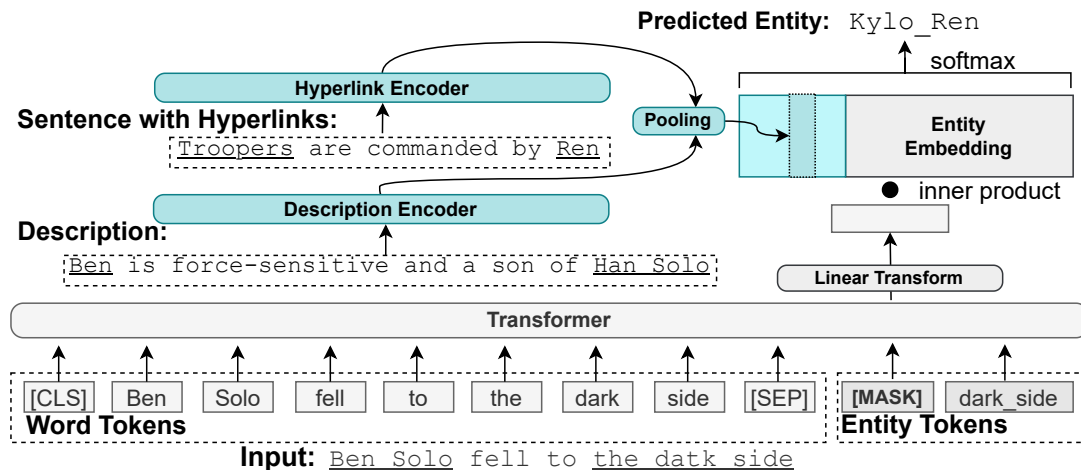 Predicted Entity: Kylo_Ren
softmax
Hyperlink Encoder
Sentence with Hyperlinks:
Pooling
Entity
Embedding
Troopers are commanded by Ren
inner product
Description Encoder
Description:
Ben is force-sensitive and a son of Han Solo
Linear Transform
Transformer
[CLS] Ben Solo fell to the dark side [SEP] [MASK] dark_side
Word Tokens
Entity Tokens
Input: Ben Solo fell to the datk side